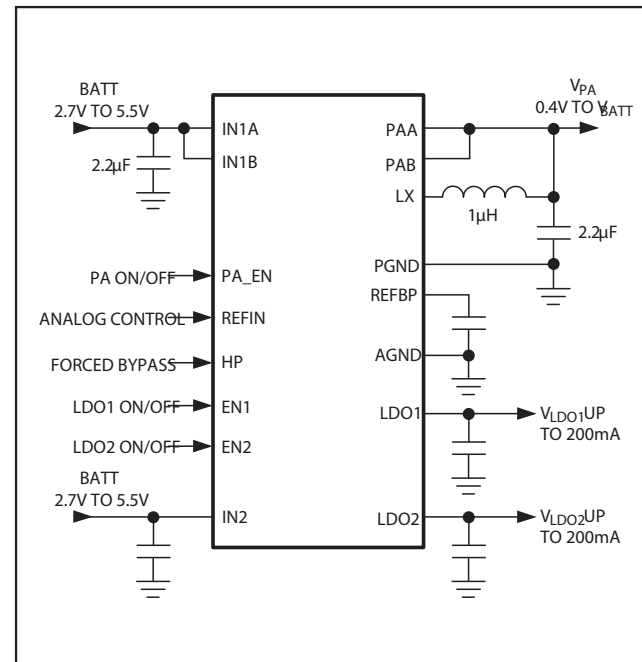 BATT
2.7V TO 5.5V
2.2µF
IN1A
IN1B
PA ON/OFF
PA_EN
ANALOG CONTROL
REFIN
FORCED BYPASS
HP
LDO1 ON/OFF
EN1
LDO2 ON/OFF
EN2
BATT
2.7V TO 5.5V
IN2
PAA
PAB
LX
1µH
VPA
0.4V TO VBATT
2.2µF
PGND
REFBP
AGND
LDO1
VLDO1UP
TO 200mA
LDO2
VLDO2UP
TO 200mA